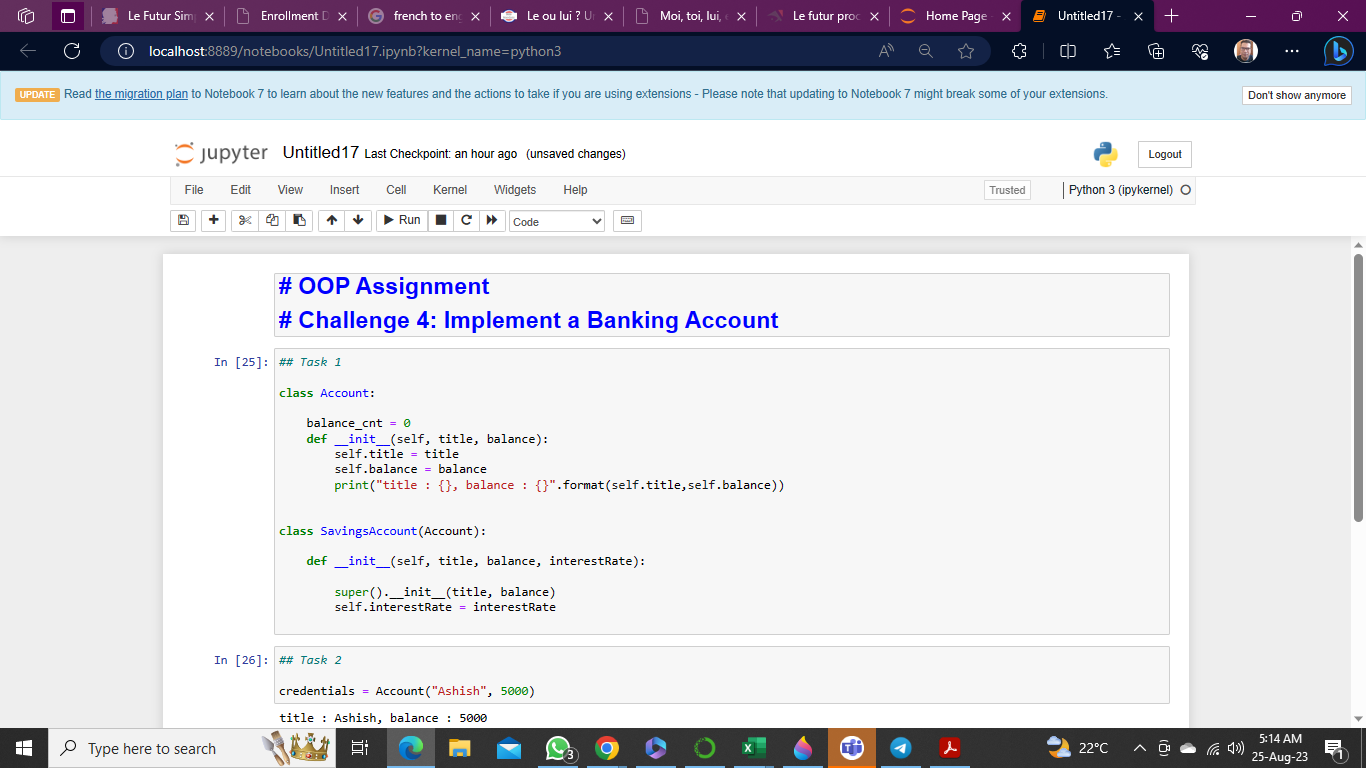 Le Futur Sim
Enrollment D
french to eng
Le ou lui ? U
Moi, toi, lui,
Le futur proc
Home Page -
Untitled17 -
localhost:8889/notebooks/Untitled17.ipynb?kernel_name=python3
UPDATE Read the migration plan to Notebook 7 to learn about the new features and the actions to take if you are using extensions - Please note that updating to Notebook 7 might break some of your extensions.
Don't show anymore
jupyter Untitled17 Last Checkpoint: an hour ago (unsaved changes)
Logout
File Edit View Insert Cell Kernel Widgets Help
Trusted
Python 3 (ipykernel)
Run
Code
# OOP Assignment
# Challenge 4: Implement a Banking Account
In [25]: ## Task 1
class Account:
balance_cnt = 0
def __init__(self, title, balance):
self.title = title
self.balance = balance
print("title : {}, balance : {}".format(self.title,self.balance))
class SavingsAccount(Account):
def __init__(self, title, balance, interestRate):
super().__init__(title, balance)
self.interestRate = interestRate
In [26]: ## Task 2
credentials = Account("Ashish", 5000)
title : Ashish, balance : 5000
Type here to search
3
22°C
5:14 AM
25-Aug-23
1